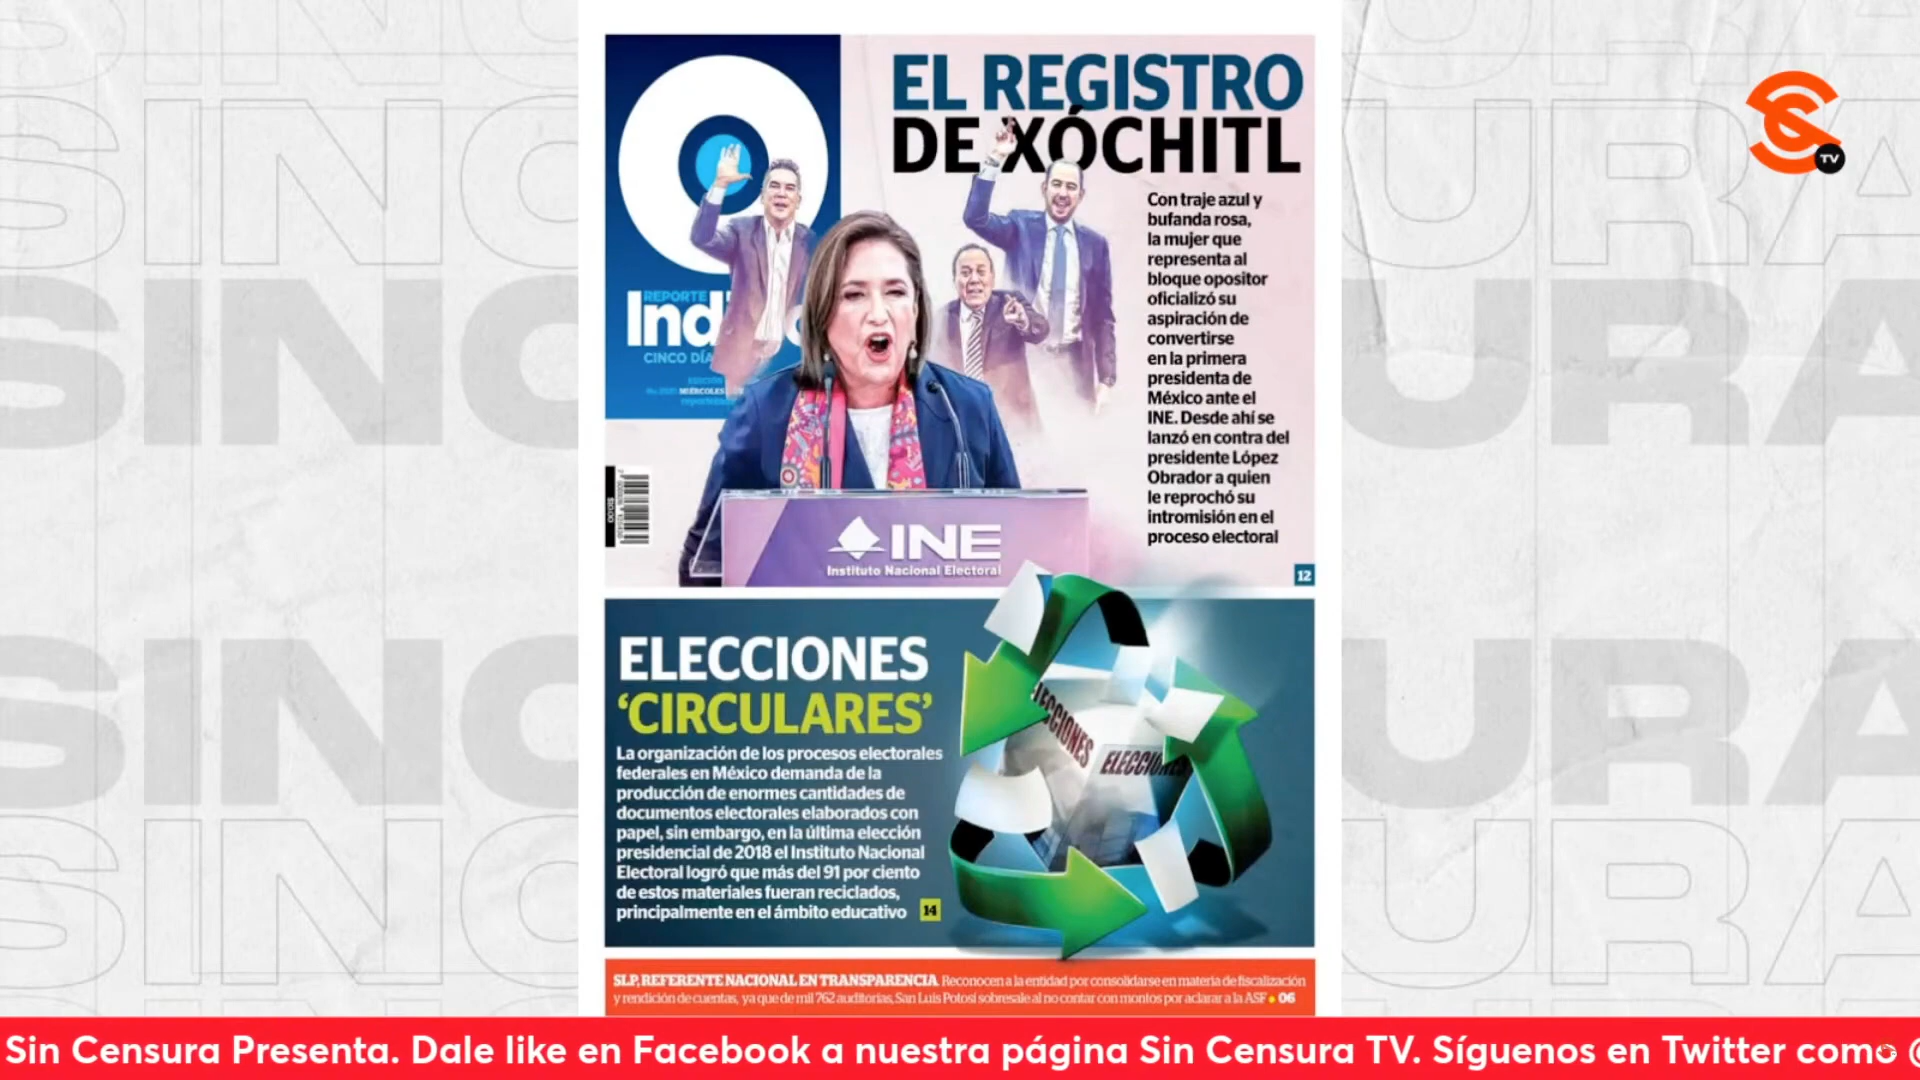 EL REGISTRO
DE XÓCHITL
REPORTE
CINCO DÍA
MIÉRCOLES
$10.00
Con traje azul y
bufanda rosa,
la mujer que
representa al
bloque opositor
oficializó su
aspiración de
convertirse
en la primera
presidenta de
México ante el
INE. Desde ahí se
lanzó en contra del
presidente López
Obrador a quien
le reprochó su
intromisión en el
proceso electoral
12
INE
Instituto Nacional Electoral
ELECCIONES
‘CIRCULARES’
La organización de los procesos electorales
federales en México demanda de la
producción de enormes cantidades de
documentos electorales elaborados con
papel, sin embargo, en la última elección
presidencial de 2018 el Instituto Nacional
Electoral logró que más del 91 por ciento
de estos materiales fueran reciclados,
principalmente en el ámbito educativo 14
SLP, REFERENTE NACIONAL EN TRANSPARENCIA Reconocen a la entidad por consolidarse en materia de fiscalización
y rendición de cuentas, ya que de mil 762 auditorías, San Luis Potosí sobresale al no contar con montos por aclarar a la ASF • 06
TV
Sin Censura Presenta. Dale like en Facebook a nuestra página Sin Censura TV. Síguenos en Twitter como @